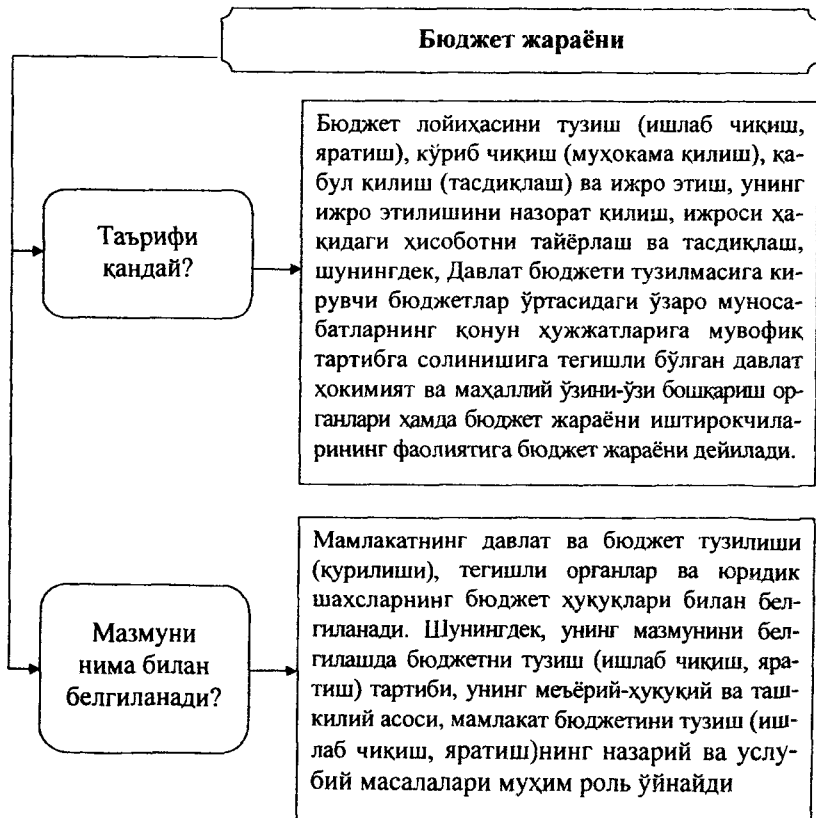 Бюджет жараёни
Бюджет лойиҳасини тузиш (ишлаб чиқиш,
яратиш), кўриб чиқиш (муҳокама қилиш), қа-
бул қилиш (тасдиқлаш) ва ижро этиш, унинг
ижро этилишини назорат қилиш, ижроси ҳа-
қидаги ҳисоботни тайёрлаш ва тасдиқлаш,
шунингдек, Давлат бюджети тузилмасига ки-
рувчи бюджетлар ўртасидаги ўзаро муноса-
батларнинг қонун ҳужжатларига мувофиқ
тартибга солинишига тегишли бўлган давлат
ҳокимият ва маҳаллий ўзини-ўзи бошқариш ор-
ганлари ҳамда бюджет жараёни иштирокчила-
рининг фаолиятига бюджет жараёни дейилади.
Таърифи
қандай?
Мамлакатнинг давлат ва бюджет тузилиши
(қурилиши), тегишли органлар ва юридик
шахсларнинг бюджет ҳуқуқлари билан бел-
гиланади. Шунингдек, унинг мазмунини бел-
гилашда бюджетни тузиш (ишлаб чиқиш, яра-
тиш) тартиби, унинг меъёрий-ҳуқуқий ва таш-
килий асоси, мамлакат бюджетини тузиш (иш-
лаб чиқиш, яратиш)нинг назарий ва услу-
бий масалалари муҳим роль ўйнайди
Мазмуни
нима билан
белгиланади?